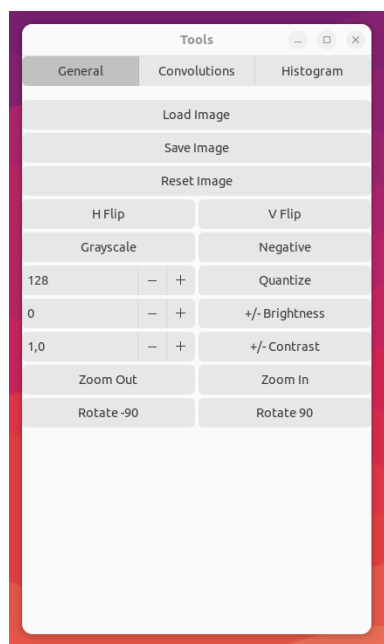 Tools
General Convolutions Histogram
Load Image
Save Image
Reset Image
H Flip V Flip
Grayscale Negative
128 − + Quantize
0 − + +/- Brightness
1,0 − + +/- Contrast
Zoom Out Zoom In
Rotate -90 Rotate 90